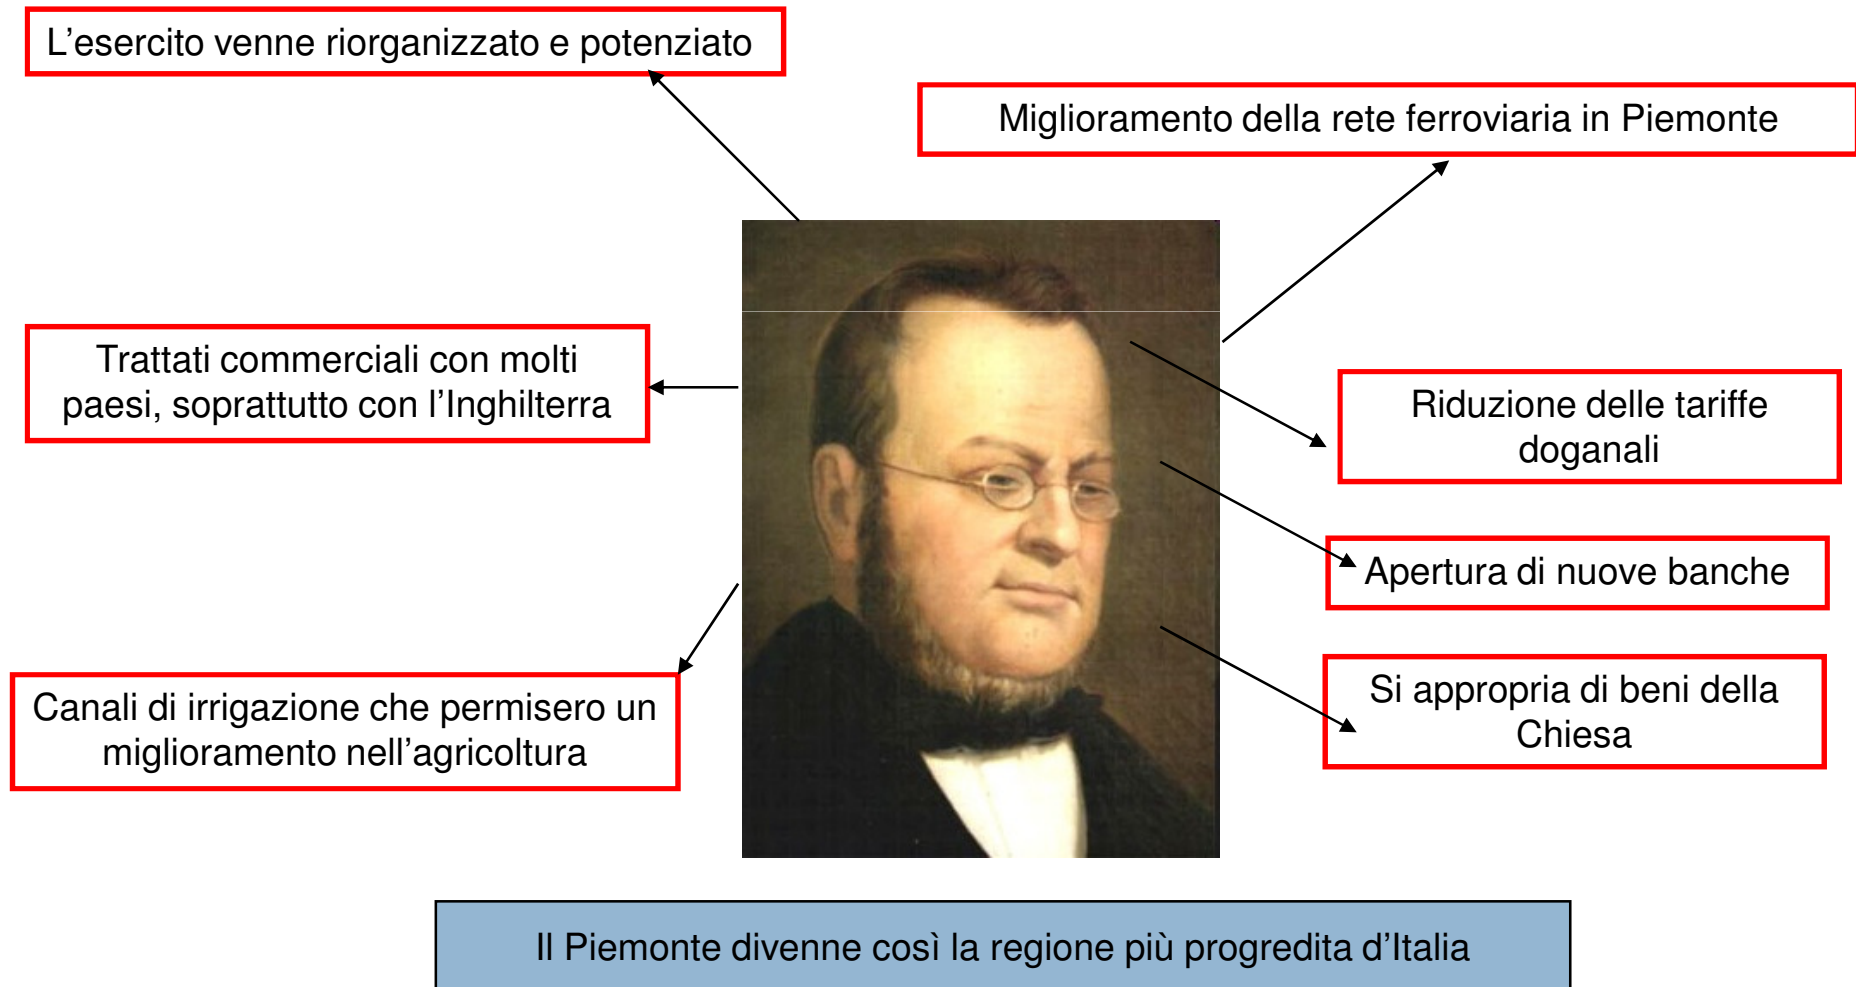 L’esercito venne riorganizzato e potenziato
Miglioramento della rete ferroviaria in Piemonte
Trattati commerciali con molti
paesi, soprattutto con l’Inghilterra
Riduzione delle tariffe
doganali
Apertura di nuove banche
Canali di irrigazione che permisero un
miglioramento nell’agricoltura
Si appropria di beni della
Chiesa
Il Piemonte divenne così la regione più progredita d’Italia